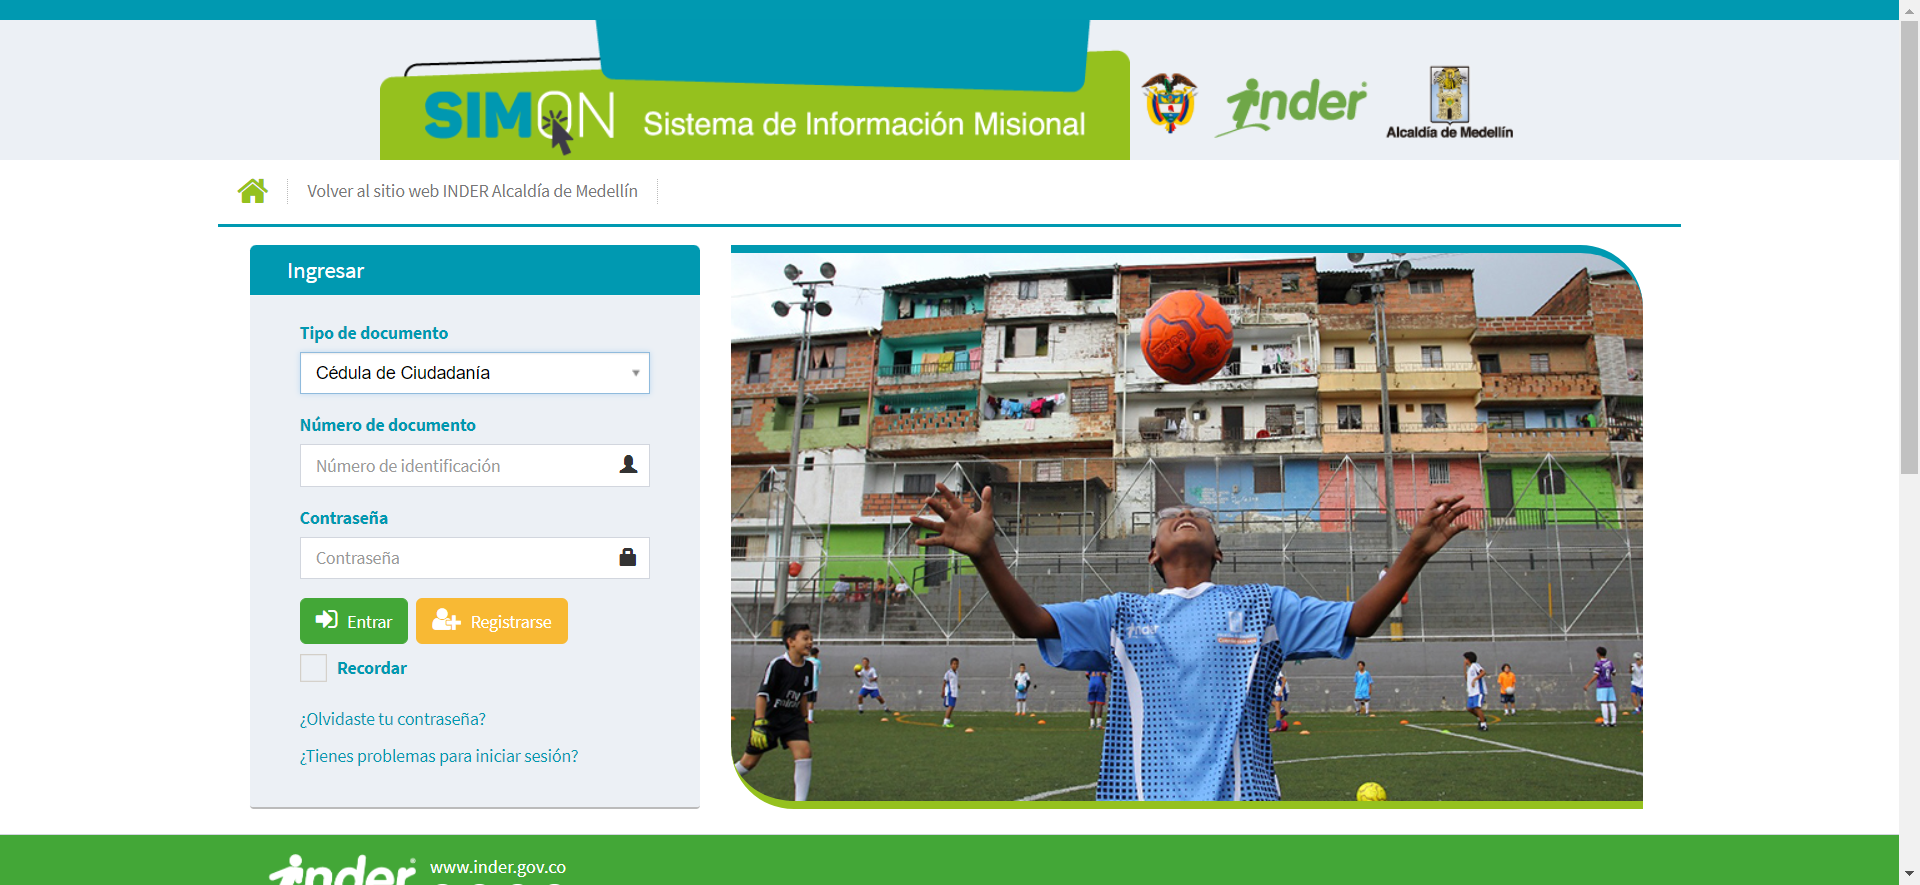 SIMON Sistema de Información Misional
inder
Alcaldía de Medellín
Volver al sitio web INDER Alcaldía de Medellín
Ingresar
Tipo de documento
Cédula de Ciudadanía
Número de documento
Número de identificación
Contraseña
Contraseña
Entrar
Registrarse
Recordar
¿Olvidaste tu contraseña?
¿Tienes problemas para iniciar sesión?
inder
inder
www.inder.gov.co